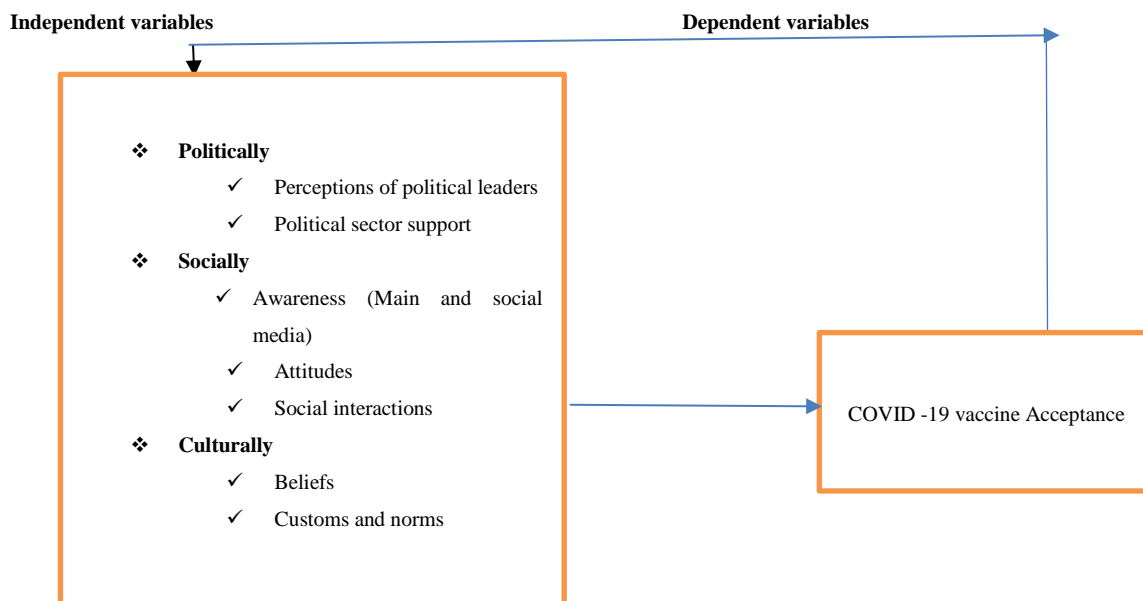 Independent variables
Dependent variables
❖ Politically
✓ Perceptions of political leaders
✓ Political sector support
❖ Socially
✓ Awareness (Main and social
media)
✓ Attitudes
✓ Social interactions
❖ Culturally
✓ Beliefs
✓ Customs and norms
COVID -19 vaccine Acceptance